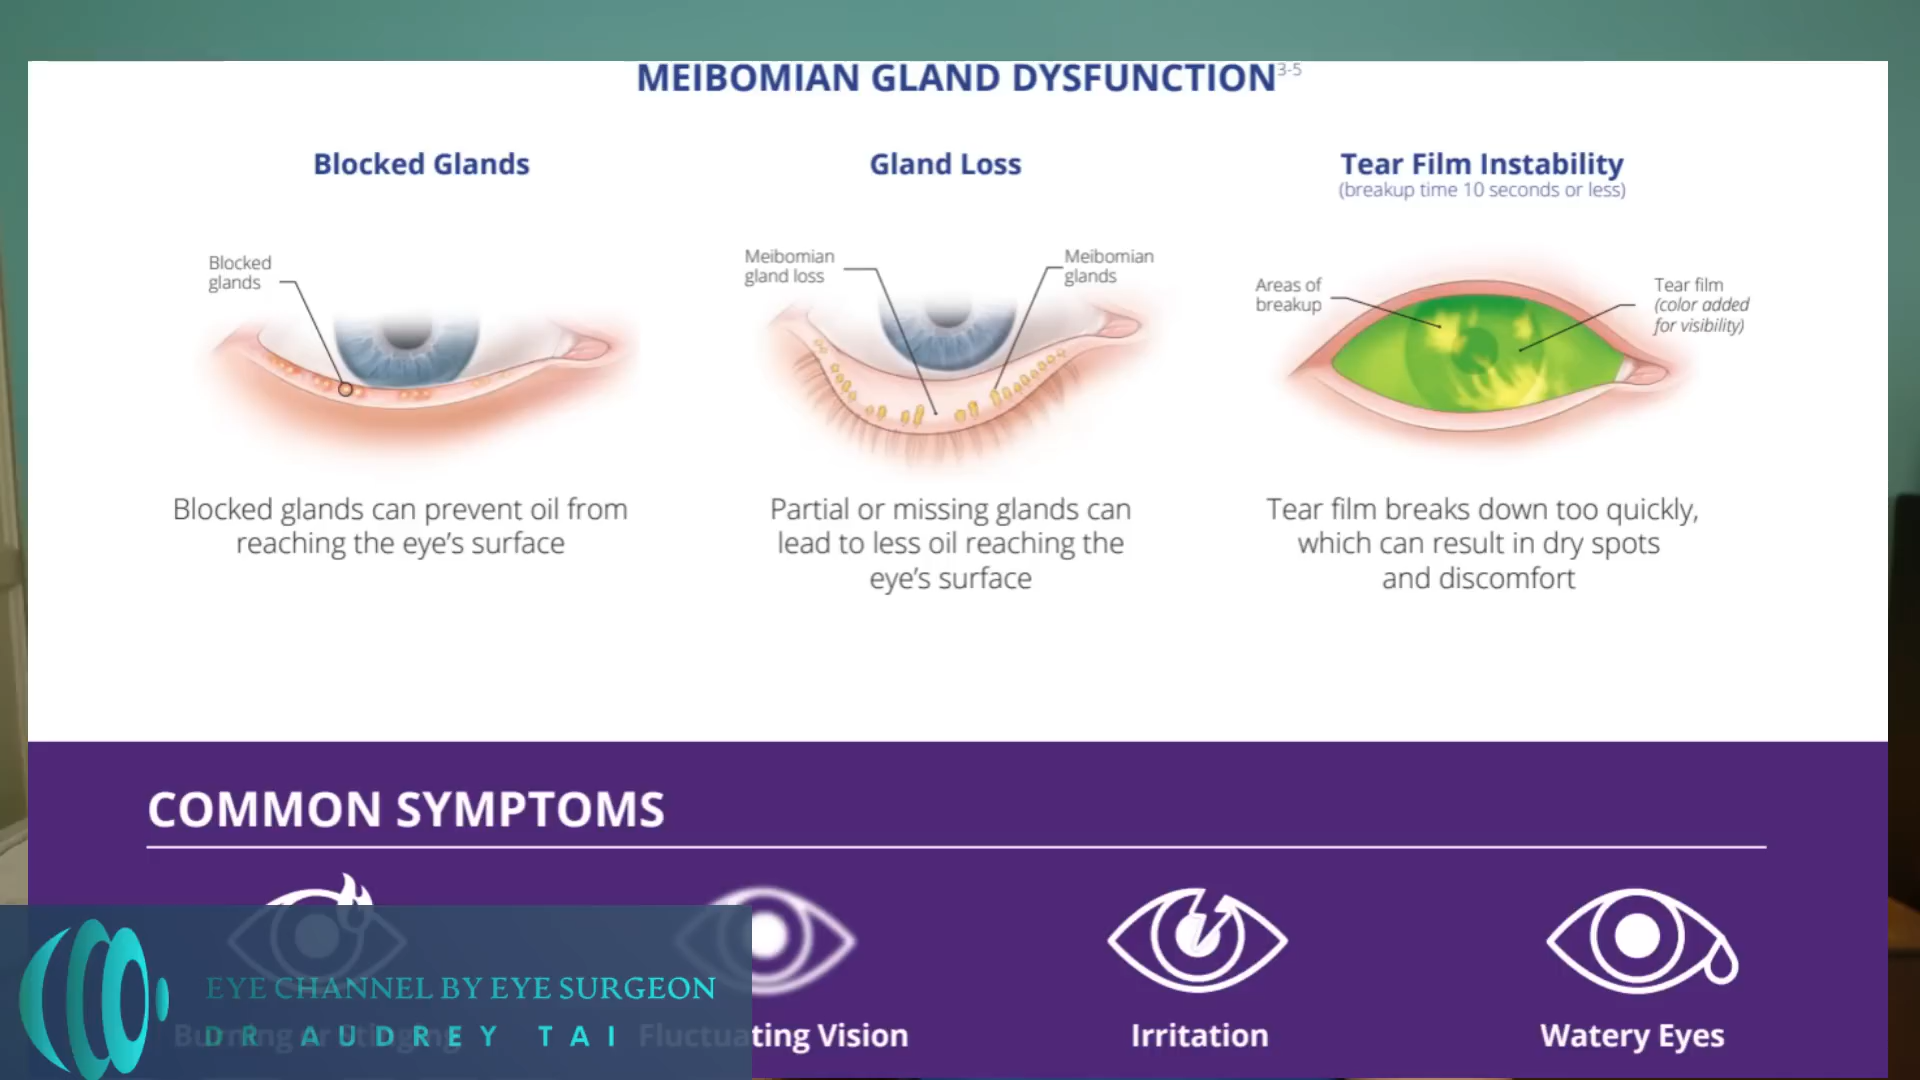 MEIBOMIAN GLAND DYSFUNCTION3-5
Blocked Glands
Gland Loss
Tear Film Instability
(breakup time 10 seconds or less)
Blocked
glands
Meibomian
gland loss
Meibomian
glands
Areas of
breakup
Tear film
(color added
for visibility)
Blocked glands can prevent oil from
reaching the eye's surface
Partial or missing glands can
lead to less oil reaching the
eye's surface
Tear film breaks down too quickly,
which can result in dry spots
and discomfort
COMMON SYMPTOMS
Burning or Stinging
Fluctuating Vision
Irritation
Watery Eyes
EYE CHANNEL BY EYE SURGEON
DR AUDREY TAI